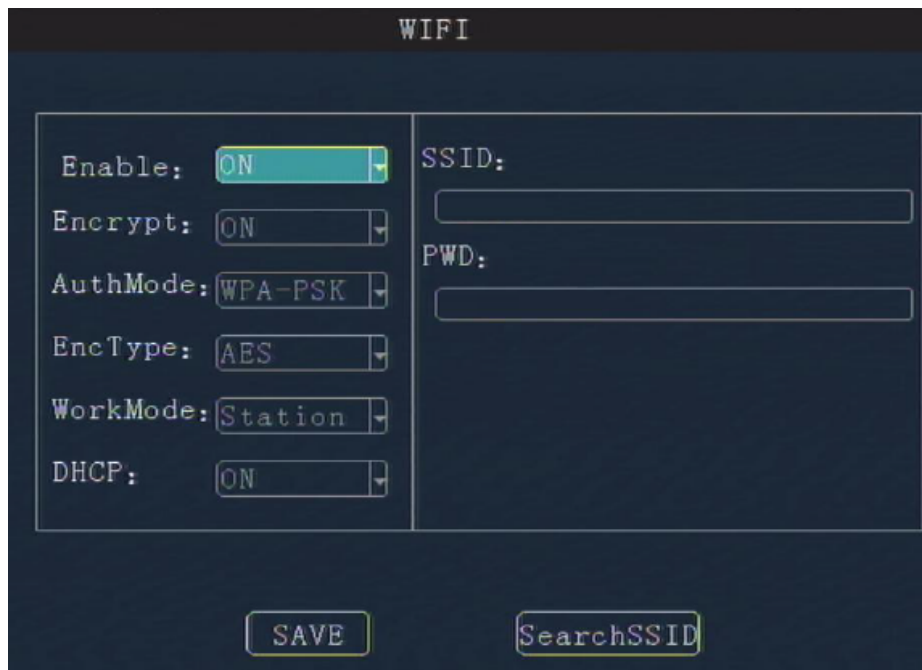 WIFI
Enable: ON
Encrypt: ON
AuthMode: WPA-PSK
EncType: AES
WorkMode: Station
DHCP: ON
SSID:
PWD:
SAVE
SearchSSID